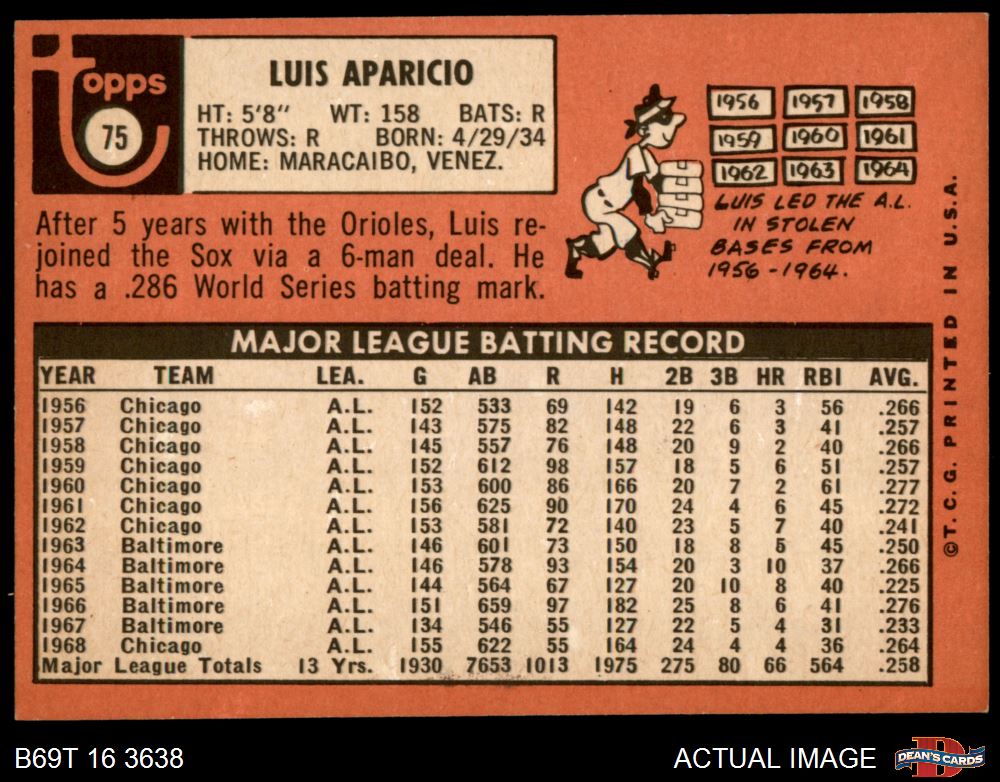 Topps
75
LUIS APARICIO
HT: 5'8" WT: 158 BATS: R
THROWS: R BORN: 4/29/34
HOME: MARACAIBO, VENEZ.
After 5 years with the Orioles, Luis re-
joined the Sox via a 6-man deal. He
has a .286 World Series batting mark.
1956 1957 1958
1959 1960 1961
1962 1963 1964
LUIS LED THE A.L.
IN STOLEN
BASES FROM
1956-1964.
MAJOR LEAGUE BATTING RECORD
YEAR TEAM LEA. G AB R H 2B 3B HR RBI AVG.
1956 Chicago A.L. 152 533 69 142 19 6 3 56 .266
1957 Chicago A.L. 143 575 82 148 22 6 3 41 .257
1958 Chicago A.L. 145 557 76 148 20 9 2 40 .266
1959 Chicago A.L. 152 612 98 157 18 5 6 51 .257
1960 Chicago A.L. 153 600 86 166 20 7 2 61 .277
1961 Chicago A.L. 156 625 90 170 24 4 6 45 .272
1962 Chicago A.L. 153 581 72 140 23 5 7 40 .241
1963 Baltimore A.L. 146 601 73 150 18 8 5 45 .250
1964 Baltimore A.L. 146 578 93 154 20 3 10 37 .266
1965 Baltimore A.L. 144 564 67 127 20 10 8 40 .225
1966 Baltimore A.L. 151 659 97 182 25 8 6 41 .276
1967 Baltimore A.L. 134 546 55 127 22 5 4 31 .233
1968 Chicago A.L. 155 622 55 164 24 4 4 36 .264
Major League Totals 13 Yrs. 1930 7653 1013 1975 275 80 66 564 .258
©T.C.G. PRINTED IN U.S.A.
B69T 16 3638
ACTUAL IMAGE
D
DEAN'S CARDS